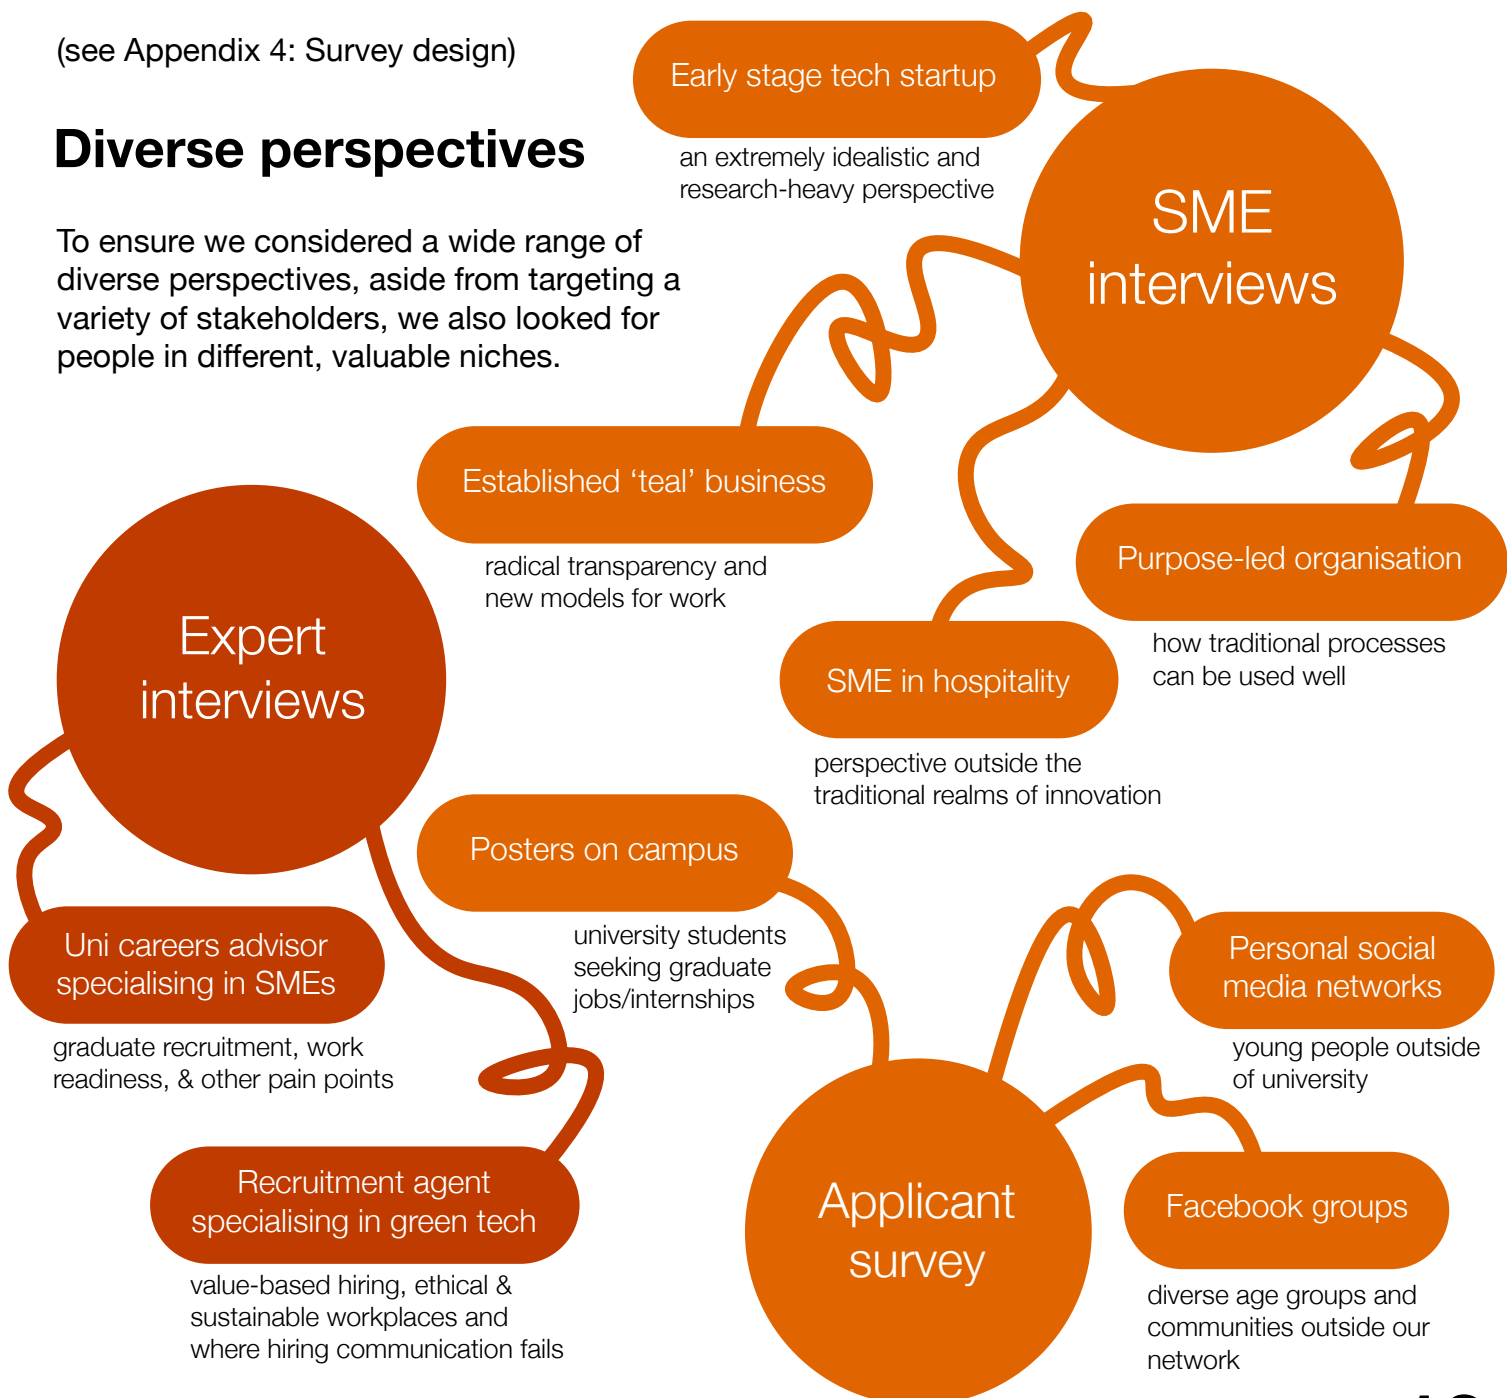 (see Appendix 4: Survey design)
Diverse perspectives
To ensure we considered a wide range of
diverse perspectives, aside from targeting a
variety of stakeholders, we also looked for
people in different, valuable niches.
SME
interviews
Early stage tech startup
an extremely idealistic and
research-heavy perspective
Established ‘teal’ business
radical transparency and
new models for work
SME in hospitality
perspective outside the
traditional realms of innovation
Purpose-led organisation
how traditional processes
can be used well
Expert
interviews
Uni careers advisor
specialising in SMEs
graduate recruitment, work
readiness, & other pain points
Recruitment agent
specialising in green tech
value-based hiring, ethical &
sustainable workplaces and
where hiring communication fails
Applicant
survey
Posters on campus
university students
seeking graduate
jobs/internships
Personal social
media networks
young people outside
of university
Facebook groups
diverse age groups and
communities outside our
network